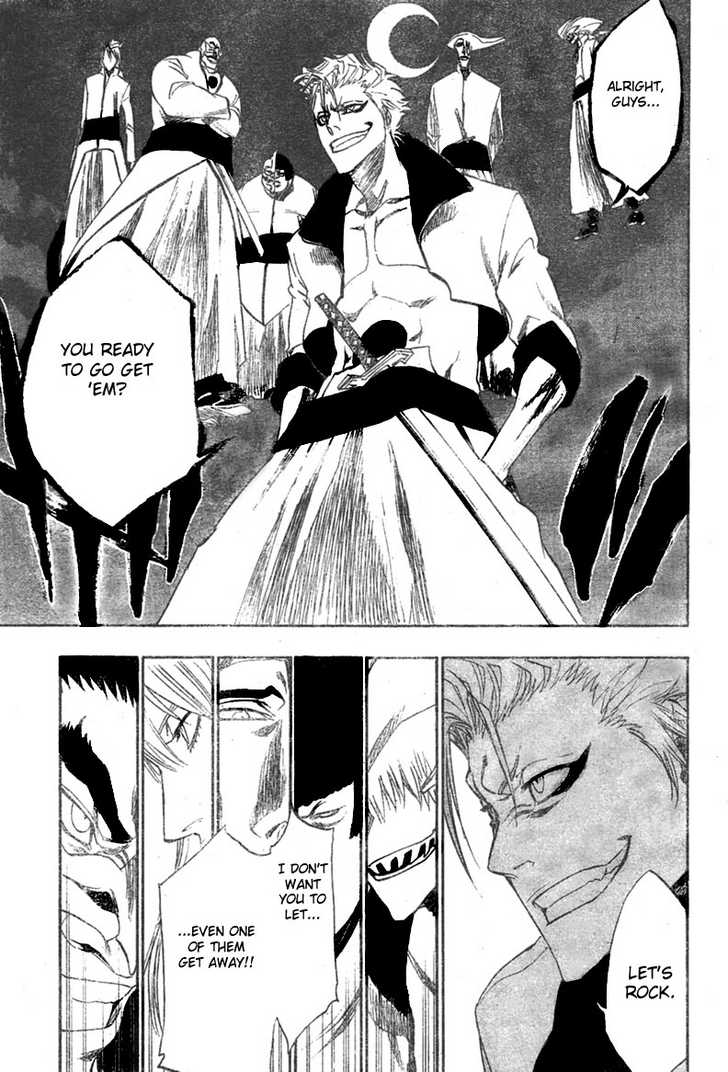 ALRIGHT,
GUYS...
YOU READY
TO GO GET
'EM?
LET'S
ROCK.
I DON'T
WANT
YOU TO
LET...
...EVEN ONE
OF THEM
GET AWAY!!